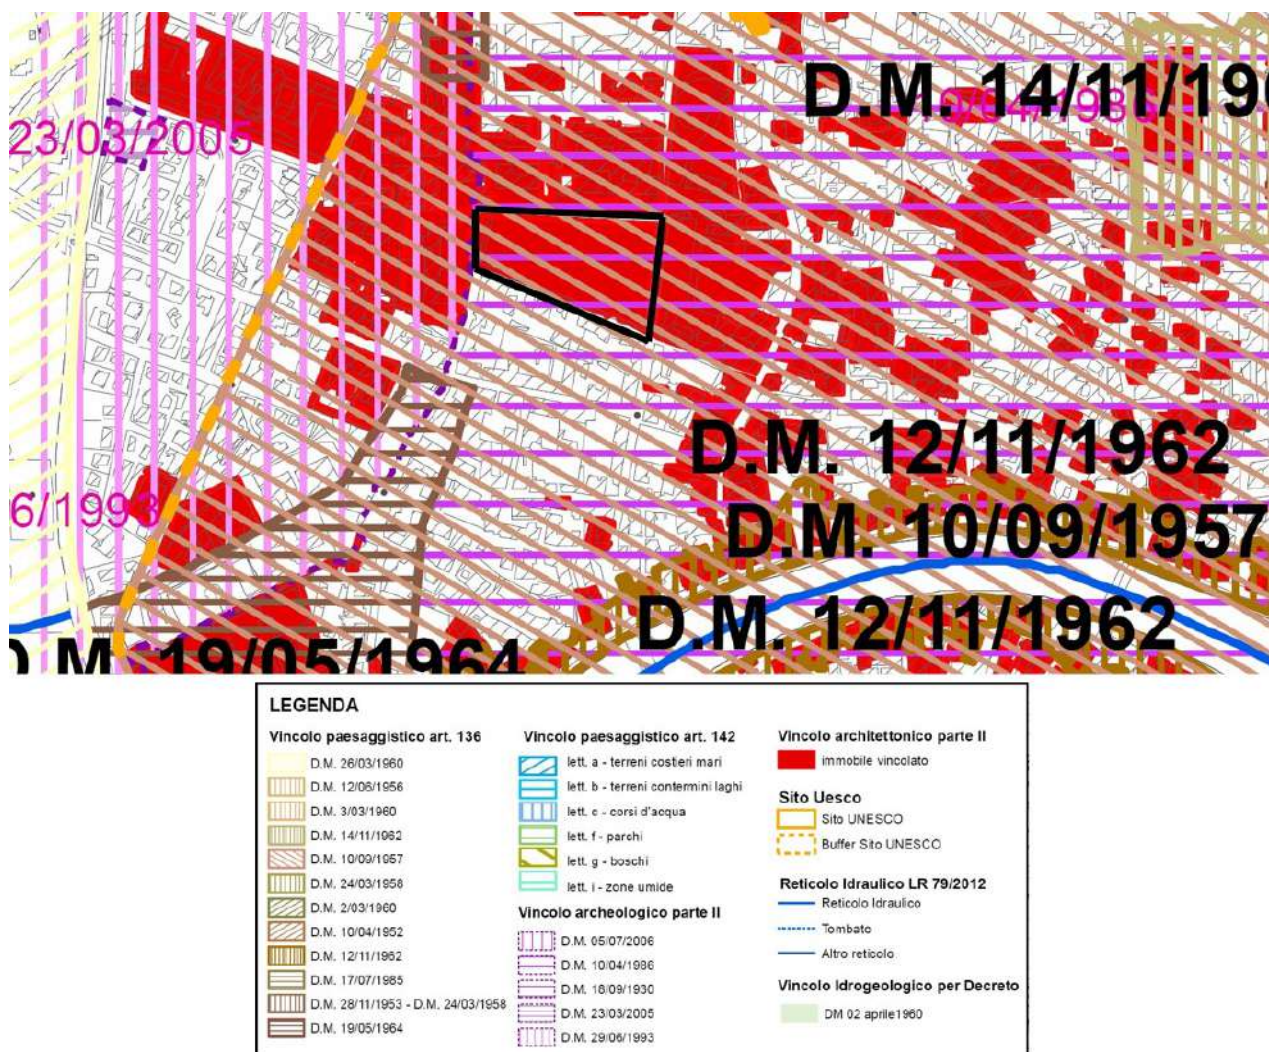 D.M. 14/11/196
10/04/1986
23/03/2005
D.M. 12/11/1962
6/1993
D.M. 10/09/1957
D.M. 12/11/1962
D.M. 19/05/1964
LEGENDA
Vincolo paesaggistico art. 136
D.M. 26/03/1960
D.M. 12/06/1956
D.M. 3/03/1960
D.M. 14/11/1962
D.M. 10/09/1957
D.M. 24/03/1958
D.M. 2/03/1960
D.M. 10/04/1952
D.M. 12/11/1962
D.M. 17/07/1985
D.M. 28/11/1953 - D.M. 24/03/1958
D.M. 19/05/1964
Vincolo paesaggistico art. 142
lett. a - terreni costieri mari
lett. b - terreni contermini laghi
lett. c - corsi d'acqua
lett. f - parchi
lett. g - boschi
lett. i - zone umide
Vincolo archeologico parte II
D.M. 05/07/2006
D.M. 10/04/1986
D.M. 18/09/1930
D.M. 23/03/2005
D.M. 29/06/1993
Vincolo architettonico parte II
immobile vincolato
Sito Uesco
Sito UNESCO
Buffer Sito UNESCO
Reticolo Idraulico LR 79/2012
Reticolo Idraulico
Tombato
Altro reticolo
Vincolo Idrogeologico per Decreto
DM 02 aprile1960